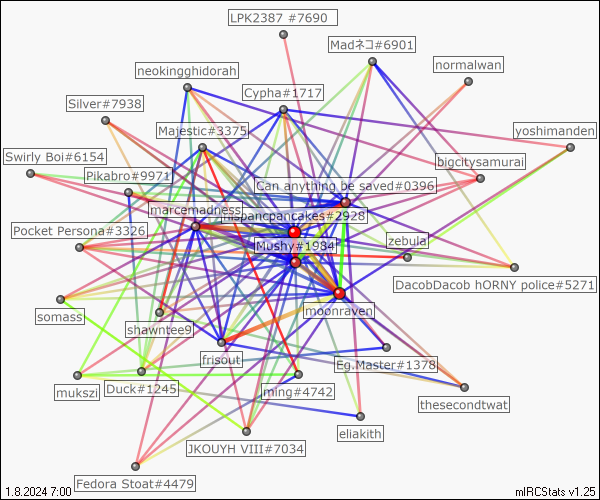 LPK2387 #7690
Madネコ#6901
normalwan
neokingghidorah
Cypha#1717
Silver#7938
Majestic#3375
yoshimanden
Swirly Boi#6154
Pikabro#9971
bigcitysamurai
Can anything be saved#0396
marcemadness
hispancpancakes#2928
Pocket Persona#3326
Mushy#1984
zebula
DacobDacob hORNY police#5271
somass
moonraven
shawntee9
frisout
Eg.Master#1378
mukszi
Duck#1245
ming#4742
thesecondtwat
eliakith
JKOUYH VIII#7034
Fedora Stoat#4479
1.8.2024 7:00
mIRCStats v1.25